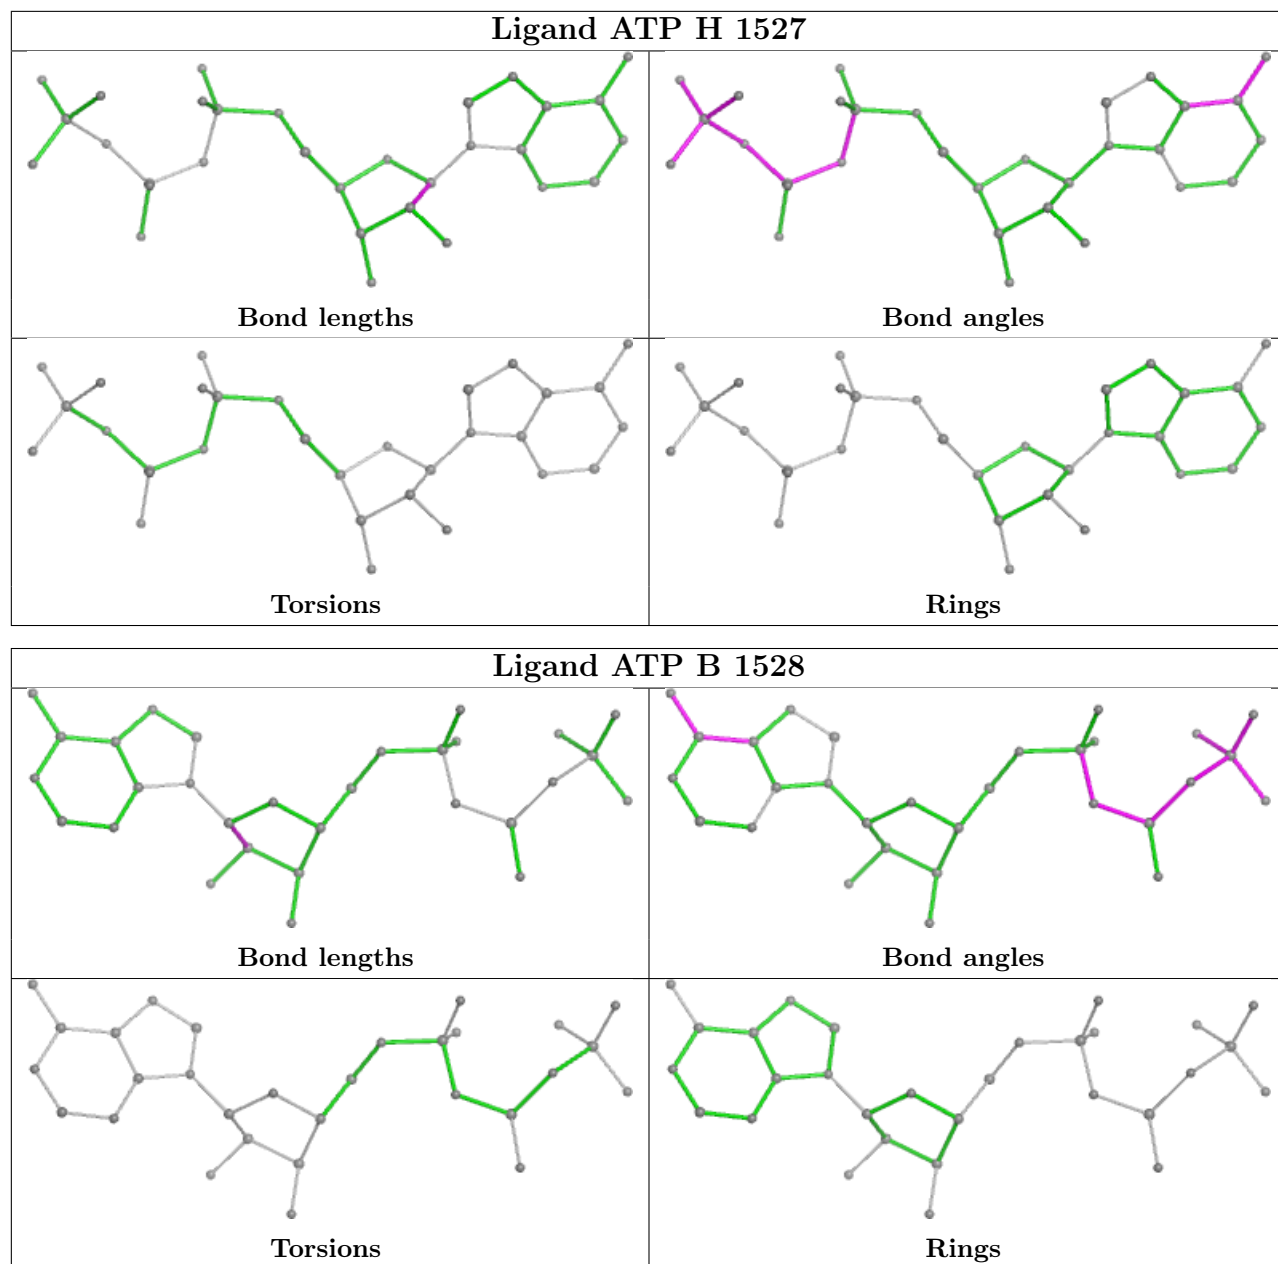 Ligand ATP H 1527
Bond lengths
Bond angles
Torsions
Rings
Ligand ATP B 1528
Bond lengths
Bond angles
Torsions
Rings